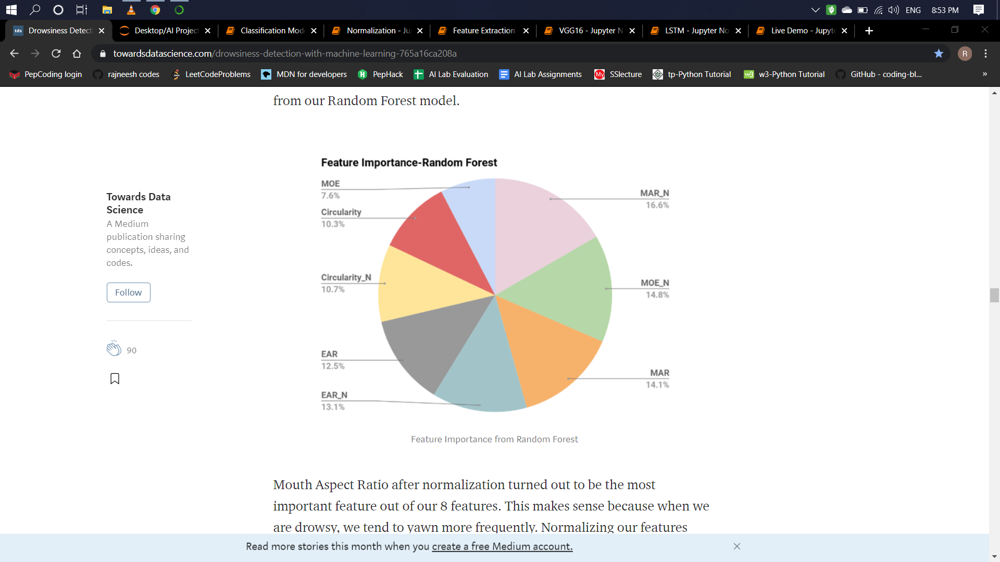 ENG
8:53 PM
tds
Drowsiness Detecti
Desktop/AI Project
Classification Mod
Normalization - Ju
Feature Extraction
VGG16 - Jupyter N
LSTM - Jupyter No
Live Demo - Jupyte
towardsdatascience.com/drowsiness-detection-with-machine-learning-765a16ca208a
R
PepCoding login
rajneesh codes
LeetCodeProblems
MDN for developers
H
PepHack
AI Lab Evaluation
AI Lab Assignments
My
SSlecture
tp-Python Tutorial
w3
w3-Python Tutorial
GitHub - coding-bl...
»
from our Random Forest model.
Feature Importance-Random Forest
MOE
7.6%
Circularity
10.3%
Circularity_N
10.7%
EAR
12.5%
EAR_N
13.1%
MAR_N
16.6%
MOE_N
14.8%
MAR
14.1%
Towards Data
Science
A Medium
publication sharing
concepts, ideas, and
codes.
Follow
90
Feature Importance from Random Forest
Mouth Aspect Ratio after normalization turned out to be the most
important feature out of our 8 features. This makes sense because when we
are drowsy, we tend to yawn more frequently. Normalizing our features
Read more stories this month when you create a free Medium account.